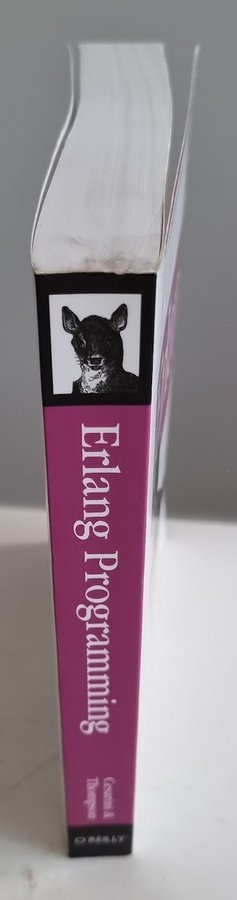 Erlang Programming
Cesarini &
Thompson
O'REILLY